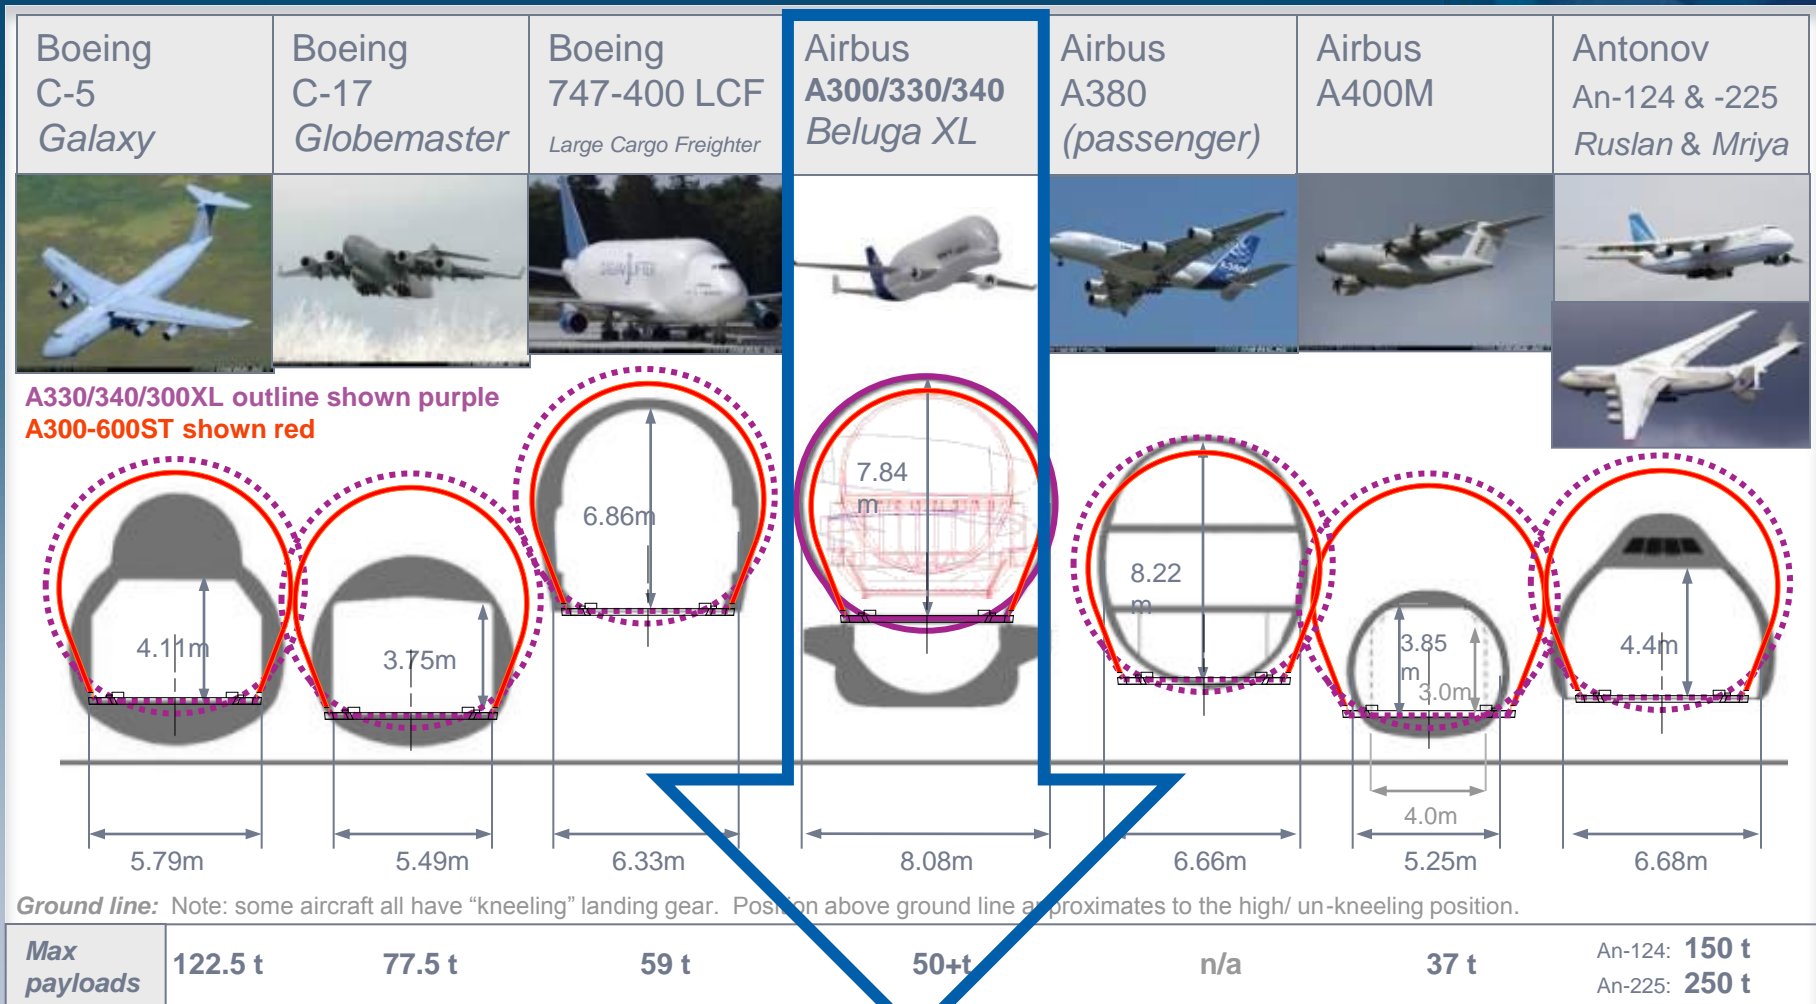 Boeing
C-5
Galaxy
Boeing
C-17
Globemaster
Boeing
747-400 LCF
Large Cargo Freighter
Airbus
A300/330/340
Beluga XL
Airbus
A380
(passenger)
Airbus
A400M
Antonov
An-124 & -225
Ruslan & Mriya
A330/340/300XL outline shown purple
A300-600ST shown red
4.11m
3.75m
6.86m
7.84
m
8.22
m
3.85
m
3.0m
4.4m
4.0m
5.79m
5.49m
6.33m
8.08m
6.66m
5.25m
6.68m
Ground line: Note: some aircraft all have “kneeling” landing gear. Position above ground line approximates to the high/ un-kneeling position.
Max
payloads
122.5 t
77.5 t
59 t
50+t
n/a
37 t
An-124: 150 t
An-225: 250 t